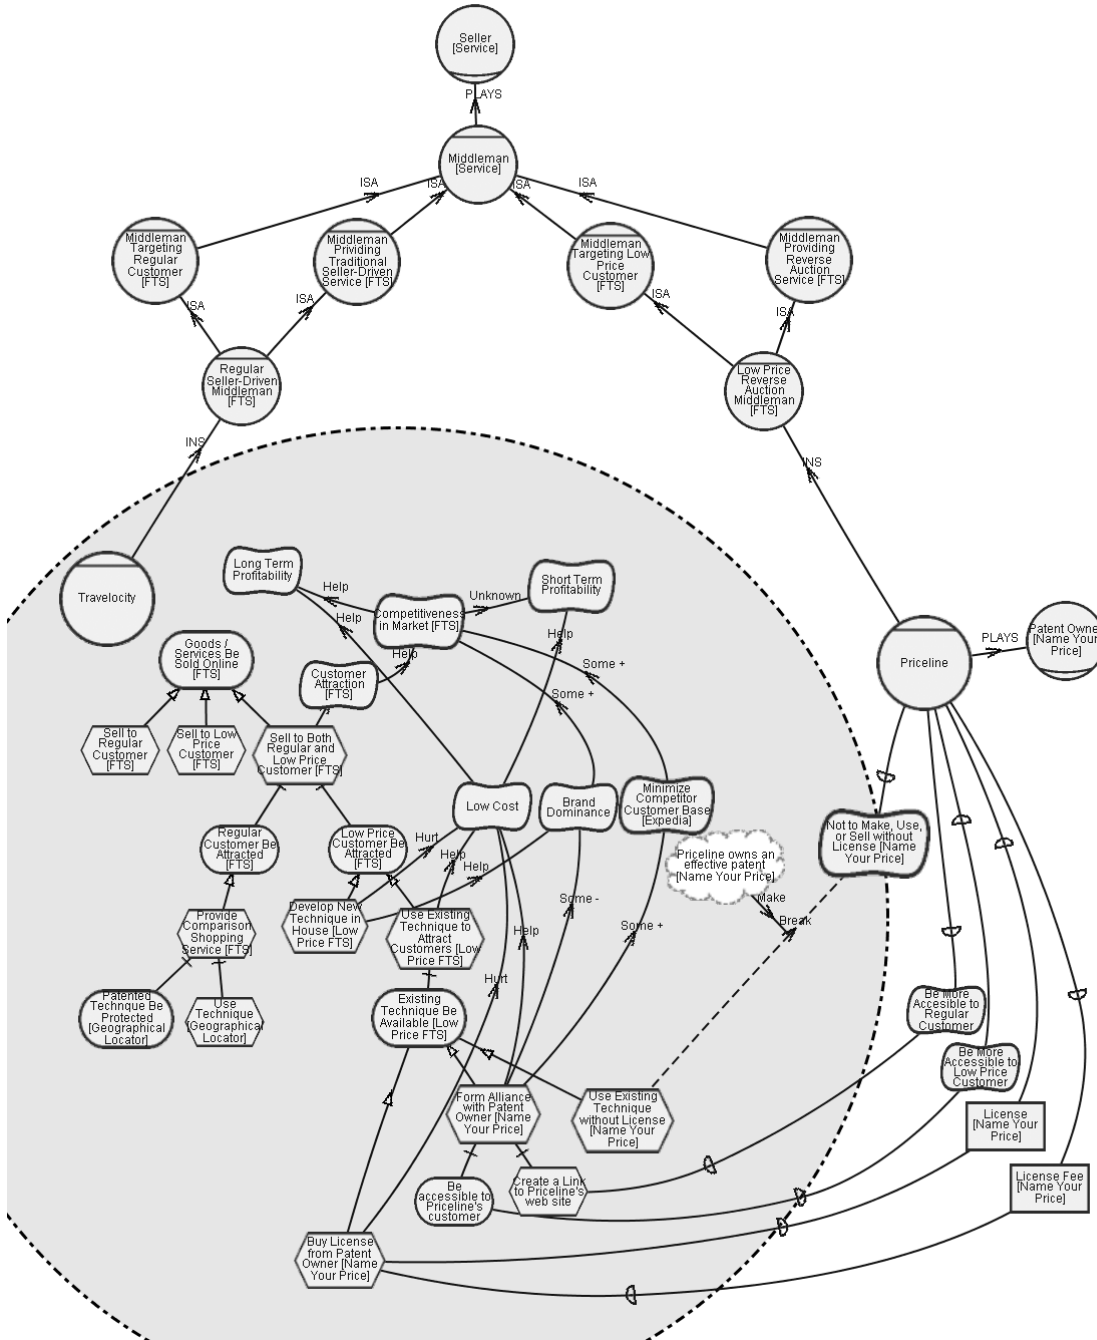 Seller
[Service]
PLAYS
Middleman
[Service]
ISA
ISA
ISA
ISA
Middleman
Targeting
Regular
Customer
[FTS]
Middleman
Prividing
Traditional
Seller-Driven
Service [FTS]
Middleman
Targeting Low
Price
Customer
[FTS]
Middleman
Providing
Reverse
Auction
Service [FTS]
ISA
ISA
ISA
ISA
Regular
Seller-Driven
Middleman
[FTS]
Low Price
Reverse
Auction
Middleman
[FTS]
INS
INS
Travelocity
Long Term
Profitability
Help
Competitiveness
in Market [FTS]
Unknown
Short Term
Profitability
Help
Help
Help
Some +
Some +
Patent Owner
[Name Your
Price]
PLAYS
Priceline
Goods /
Services Be
Sold Online
[FTS]
Customer
Attraction
[FTS]
Sell to
Regular
Customer
[FTS]
Sell to Low
Price
Customer
[FTS]
Sell to Both
Regular and
Low Price
Customer [FTS]
Low Cost
Brand
Dominance
Minimize
Competitor
Customer Base
[Expedia]
Not to Make, Use,
or Sell without
License [Name
Your Price]
Regular
Customer Be
Attracted
[FTS]
Low Price
Customer Be
Attracted
[FTS]
Hurt
Help
Help
Priceline owns an
effective patent
[Name Your Price]
Make
Break
Provide
Comparison
Shopping
Service [FTS]
Develop New
Technique in
House [Low
Price FTS]
Use Existing
Technique to
Attract
Customers [Low
Price FTS]
Some -
Some +
Help
Hurt
Patented
Technque Be
Protected
[Geographical
Locator]
Use
Technique
[Geographical
Locator]
Existing
Technique Be
Available [Low
Price FTS]
Be More
Accesible to
Regular
Customer
Be More
Accessible to
Low Price
Customer
Form Alliance
with Patent
Owner [Name
Your Price]
Use Existing
Technique
without License
[Name Your
Price]
License
[Name Your
Price]
License Fee
[Name Your
Price]
Be
accessible to
Priceline's
customer
Create a Link
to Priceline's
web site
Buy License
from Patent
Owner [Name
Your Price]